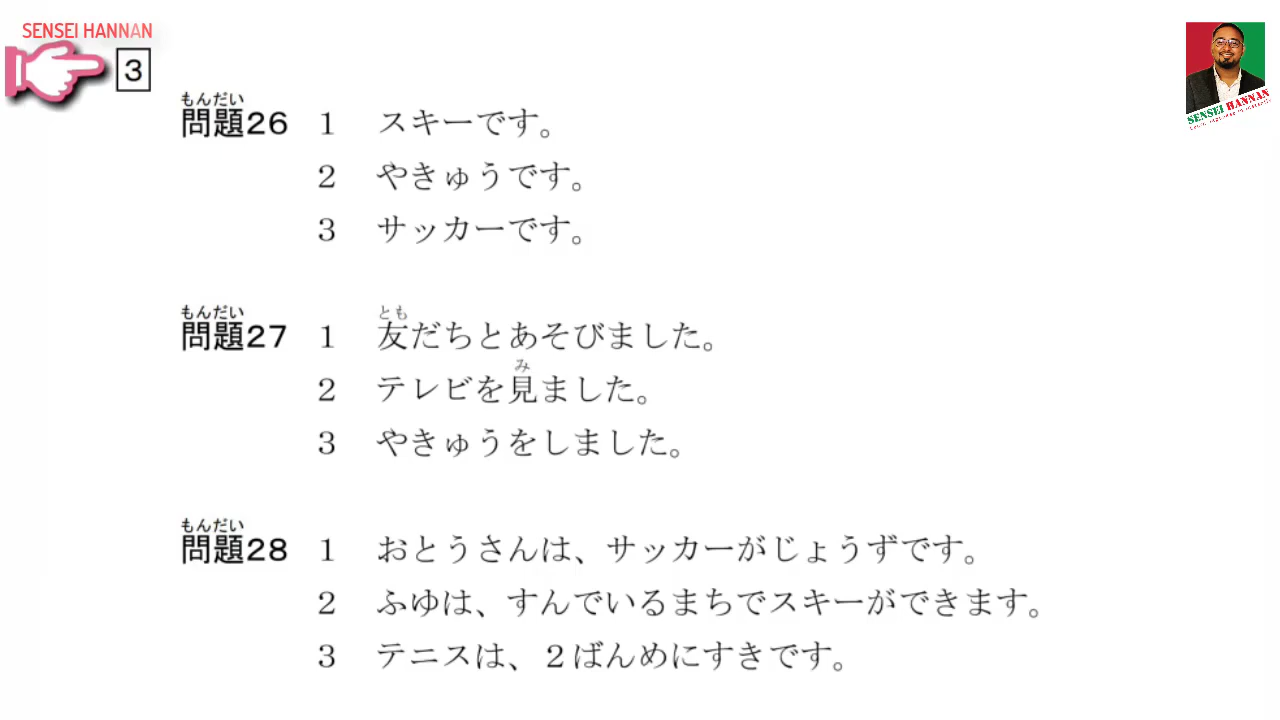 SENSEI HANNAN
3
SENSEI HANNAN
もんだい
問題26 1 スキーです。
2 やきゅうです。
3 サッカーです。
もんだい
問題27 1 友だちとあそびました。
とも
2 テレビを見ました。
み
3 やきゅうをしました。
もんだい
問題28 1 おとうさんは、サッカーがじょうずです。
2 ふゆは、すんでいるまちでスキーができます。
3 テニスは、2ばんめにすきです。